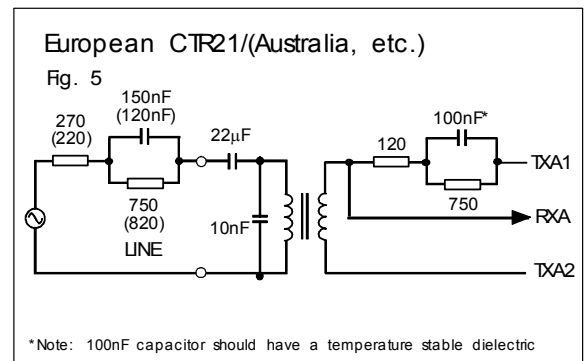 European CTR21/(Australia, etc.)
Fig. 5
150nF
(120nF)
270
(220)
22μF
100nF*
120
TXA1
750
(820)
10nF
750
RXA
LINE
TXA2
*Note: 100nF capacitor should have a temperature stable dielectric